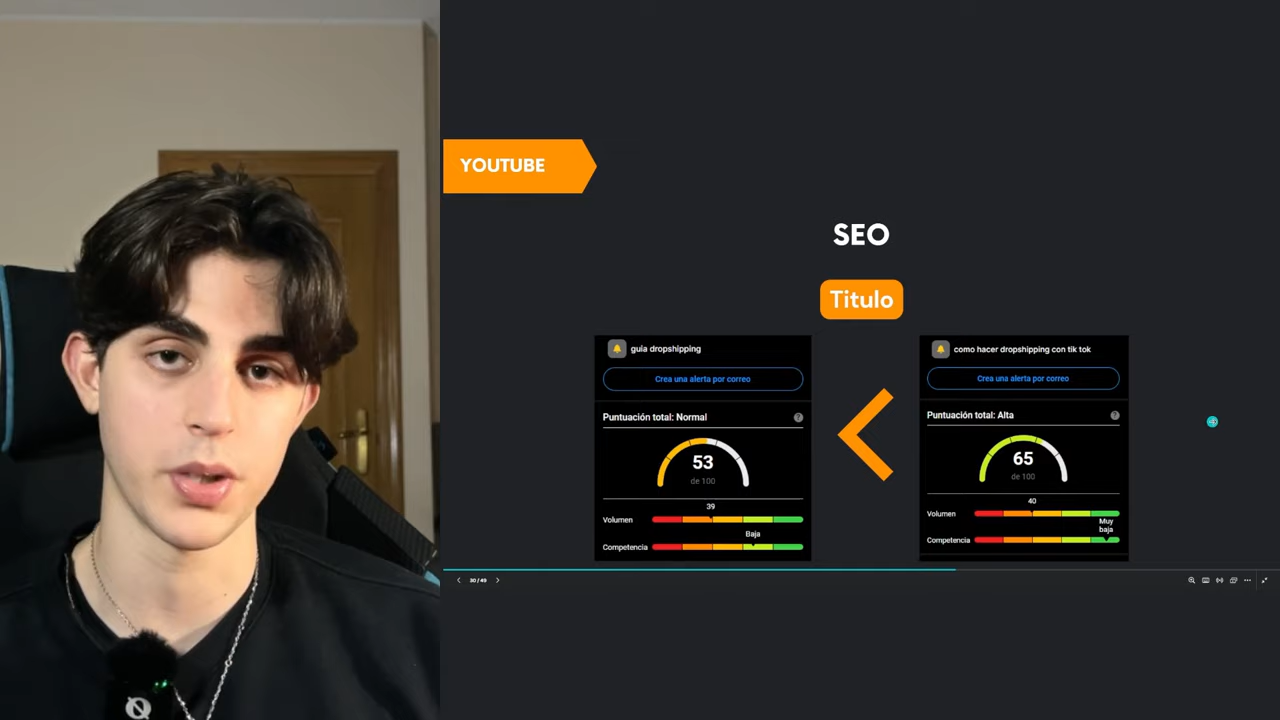 YOUTUBE
SEO
Titulo
guia dropshipping
Crea una alerta por correo
Puntuación total: Normal
?
53
de 100
39
Volumen
Baja
Competencia
como hacer dropshipping con tik tok
Crea una alerta por correo
Puntuación total: Alta
?
65
de 100
40
Volumen
Muy
baja
Competencia
30 / 49